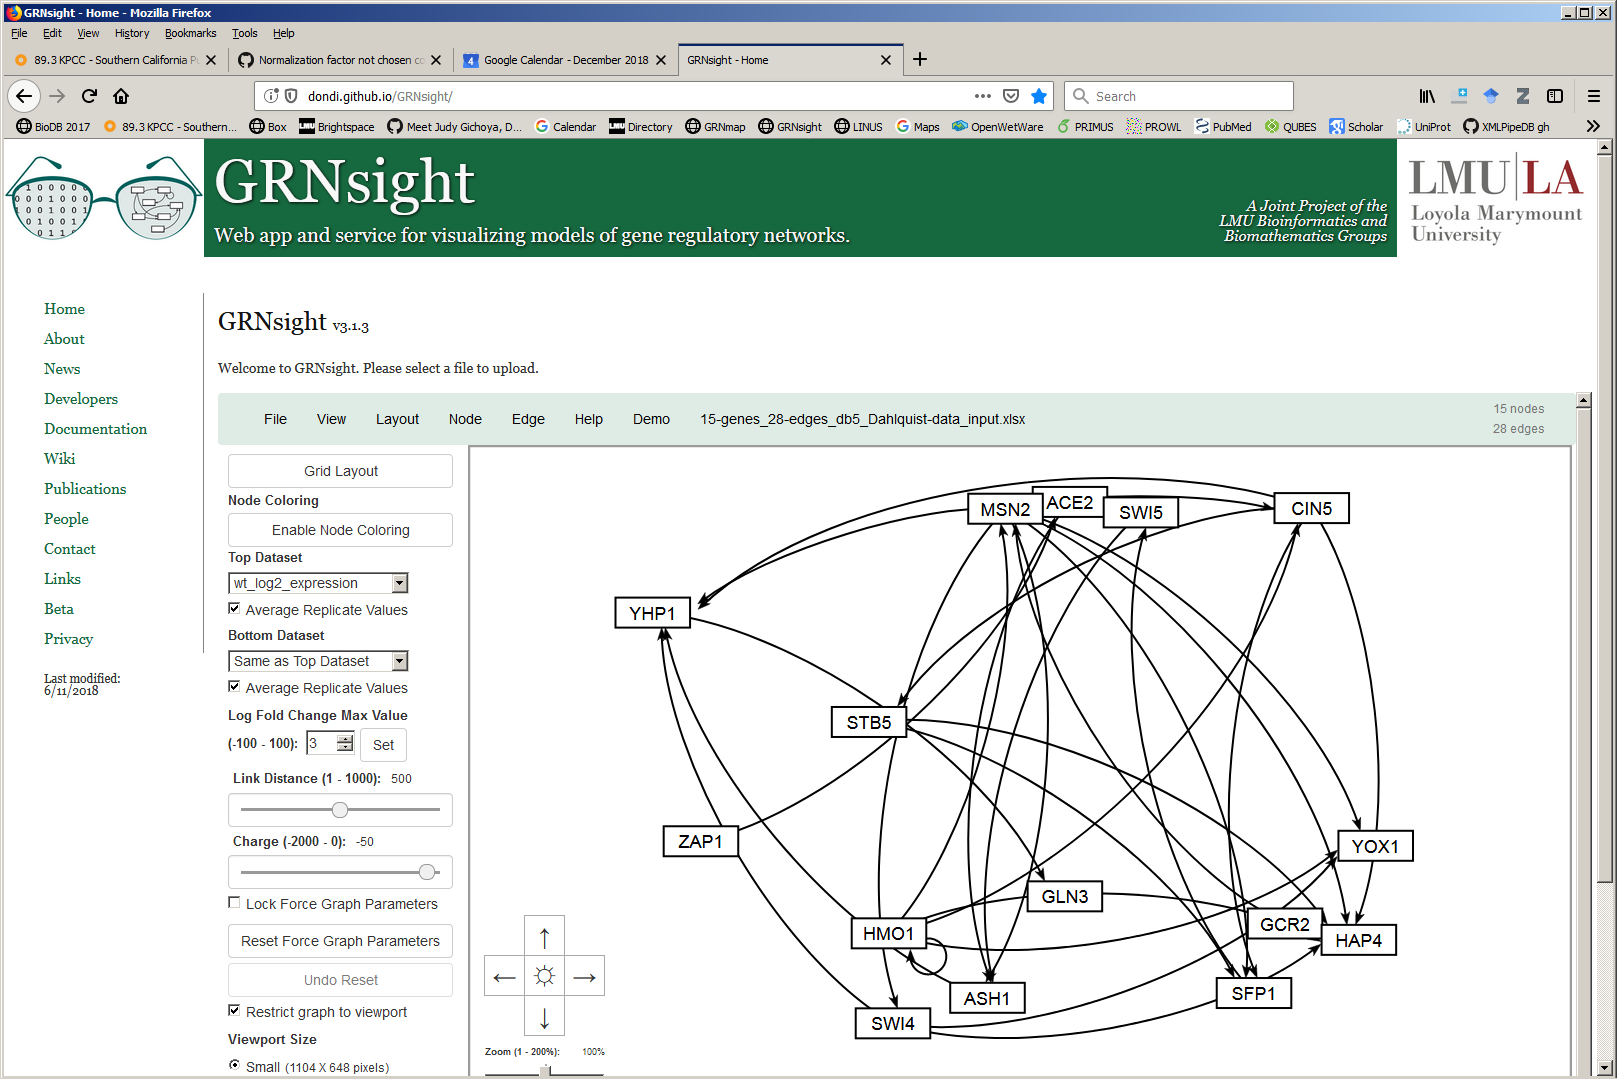 GRNsight - Home - Mozilla Firefox
File Edit View History Bookmarks Tools Help
89.3 KPCC - Southern California Pu
Normalization factor not chosen co
Google Calendar - December 2018
GRNsight - Home
dondi.github.io/GRNsight/
Search
BioDB 2017 89.3 KPCC - Southern... Box Brightspace Meet Judy Gichoya, D... Calendar Directory GRNmap GRNsight LINUS Maps OpenWetWare PRIMUS PROWL PubMed QUBES Scholar UniProt XMLPipeDB gh
GRNsight
Web app and service for visualizing models of gene regulatory networks.
A Joint Project of the
LMU Bioinformatics and
Biomathematics Groups
LMU|LA
Loyola Marymount
University
Home
About
News
Developers
Documentation
Wiki
Publications
People
Contact
Links
Beta
Privacy
Last modified:
6/11/2018
GRNsight v3.1.3
Welcome to GRNsight. Please select a file to upload.
File View Layout Node Edge Help Demo 15-genes_28-edges_db5_Dahlquist-data_input.xlsx
15 nodes
28 edges
Grid Layout
Node Coloring
Enable Node Coloring
Top Dataset
wt_log2_expression
Average Replicate Values
Bottom Dataset
Same as Top Dataset
Average Replicate Values
Log Fold Change Max Value
(-100 - 100): 3 Set
Link Distance (1 - 1000): 500
Charge (-2000 - 0): -50
Lock Force Graph Parameters
Reset Force Graph Parameters
Undo Reset
Restrict graph to viewport
Viewport Size
Small (1104 X 648 pixels)
Zoom (1 - 200%): 100%
MSN2
ACE2
SWI5
CIN5
YHP1
STB5
ZAP1
YOX1
GLN3
GCR2
HMO1
HAP4
ASH1
SFP1
SWI4